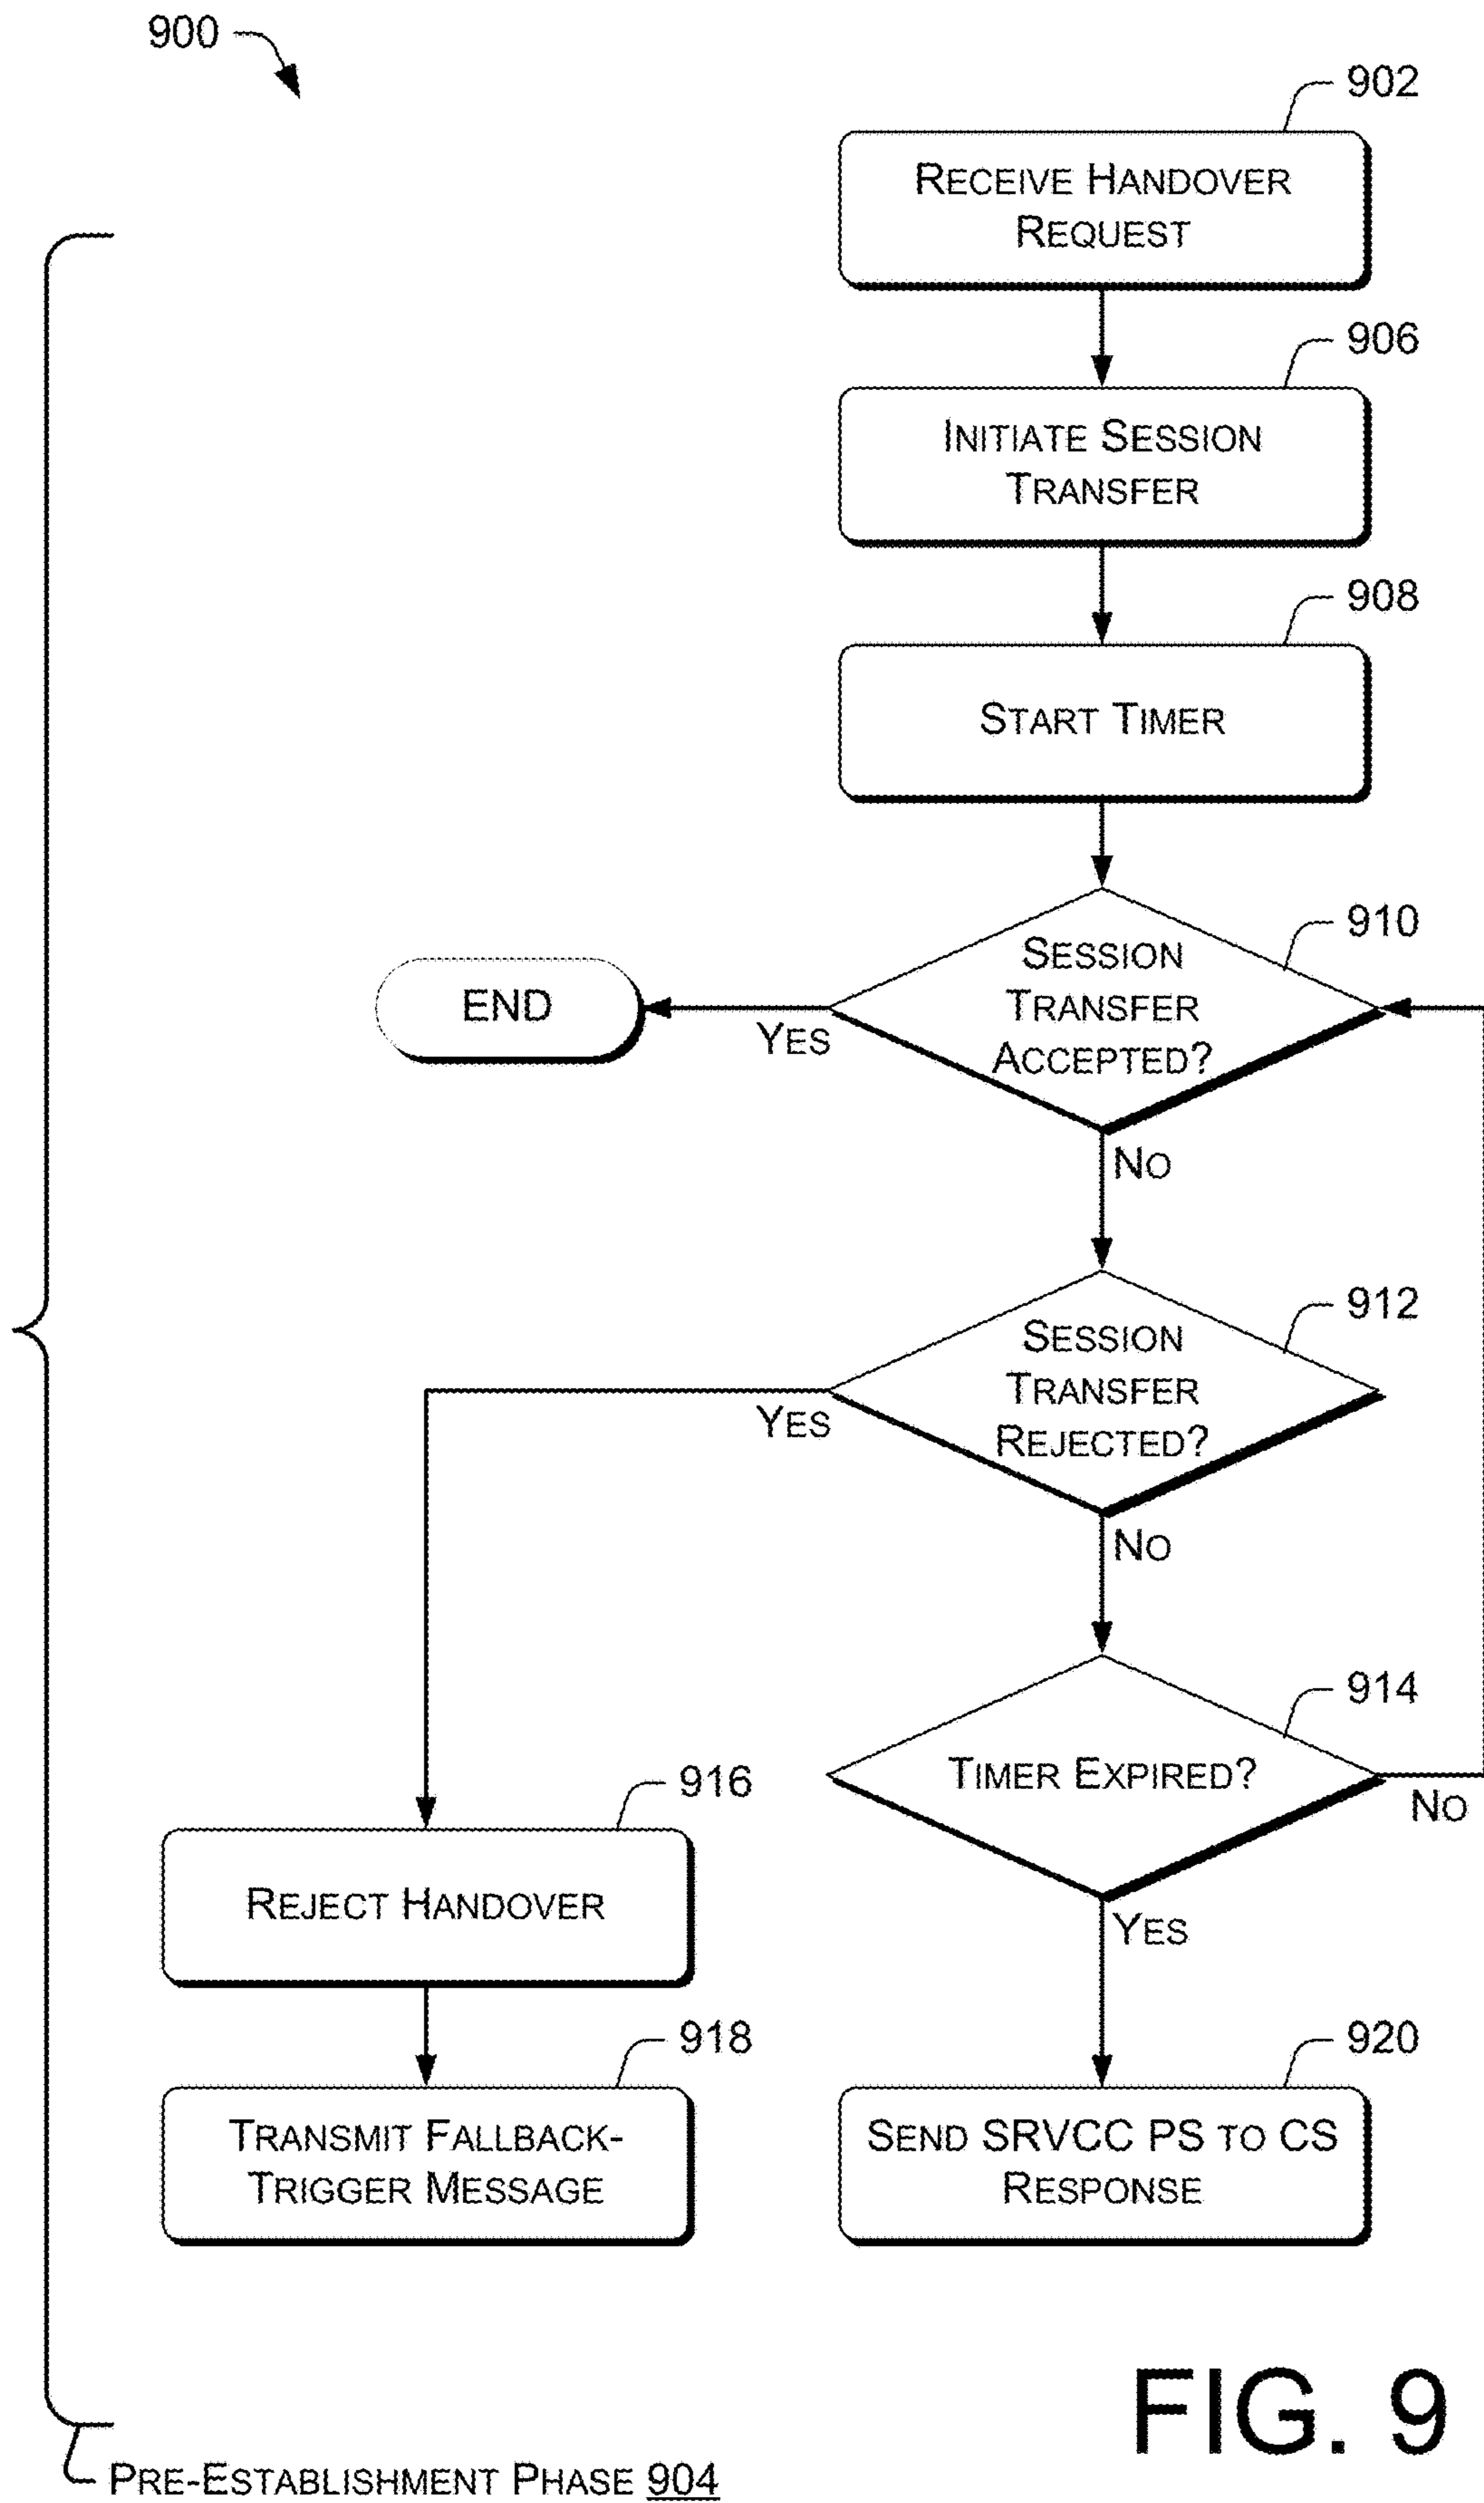 900
902
RECEIVE HANDOVER
REQUEST
906
INITIATE SESSION
TRANSFER
908
START TIMER
910
SESSION
TRANSFER
ACCEPTED?
END
YES
NO
912
SESSION
TRANSFER
REJECTED?
YES
NO
914
TIMER EXPIRED?
NO
YES
916
REJECT HANDOVER
918
TRANSMIT FALLBACK-
TRIGGER MESSAGE
920
SEND SRVCC PS TO CS
RESPONSE
FIG. 9
PRE-ESTABLISHMENT PHASE 904